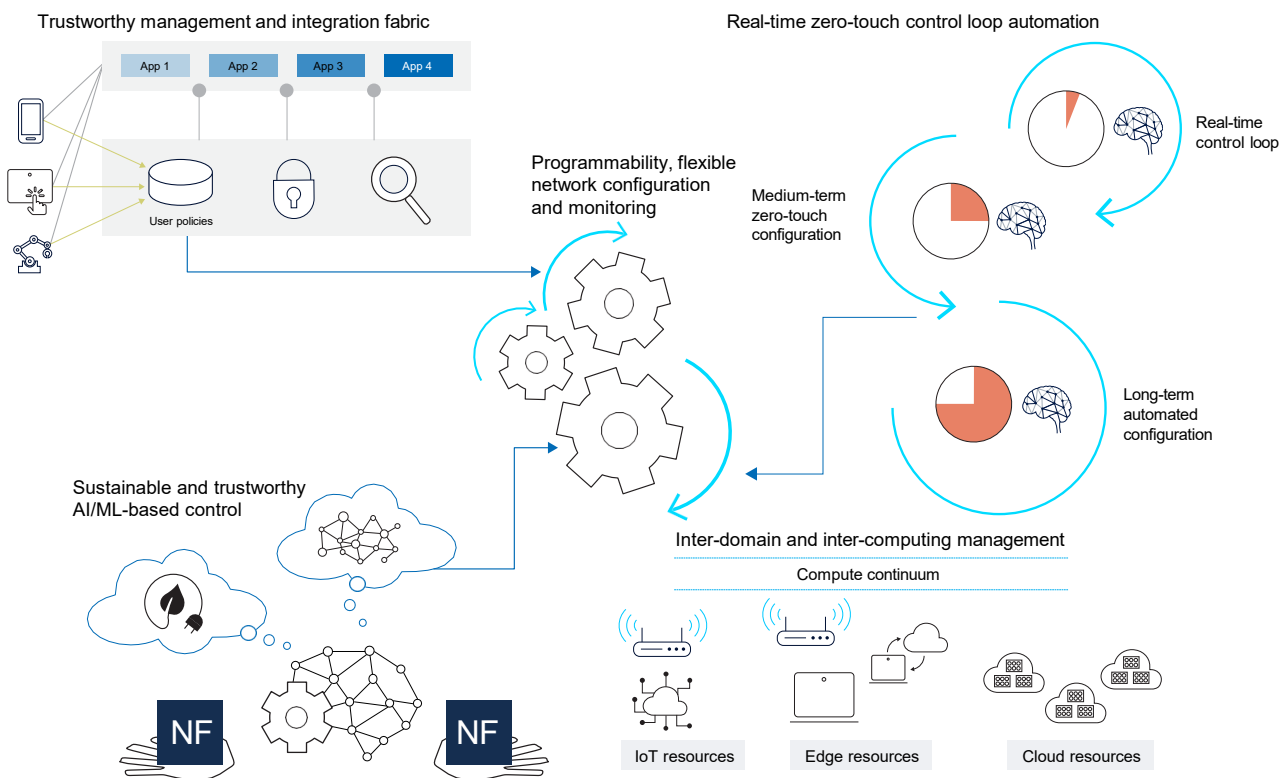 Trustworthy management and integration fabric
App 1
App 2
App 3
App 4
User policies
Real-time zero-touch control loop automation
Real-time
control loop
Medium-term
zero-touch
configuration
Long-term
automated
configuration
Programmability, flexible
network configuration
and monitoring
Sustainable and trustworthy
AI/ML-based control
NF
NF
Inter-domain and inter-computing management
Compute continuum
IoT resources
Edge resources
Cloud resources